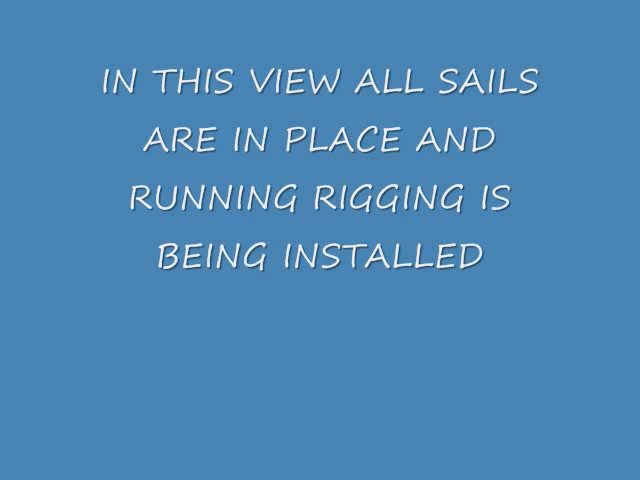 IN THIS VIEW ALL SAILS
ARE IN PLACE AND
RUNNING RIGGING IS
BEING INSTALLED